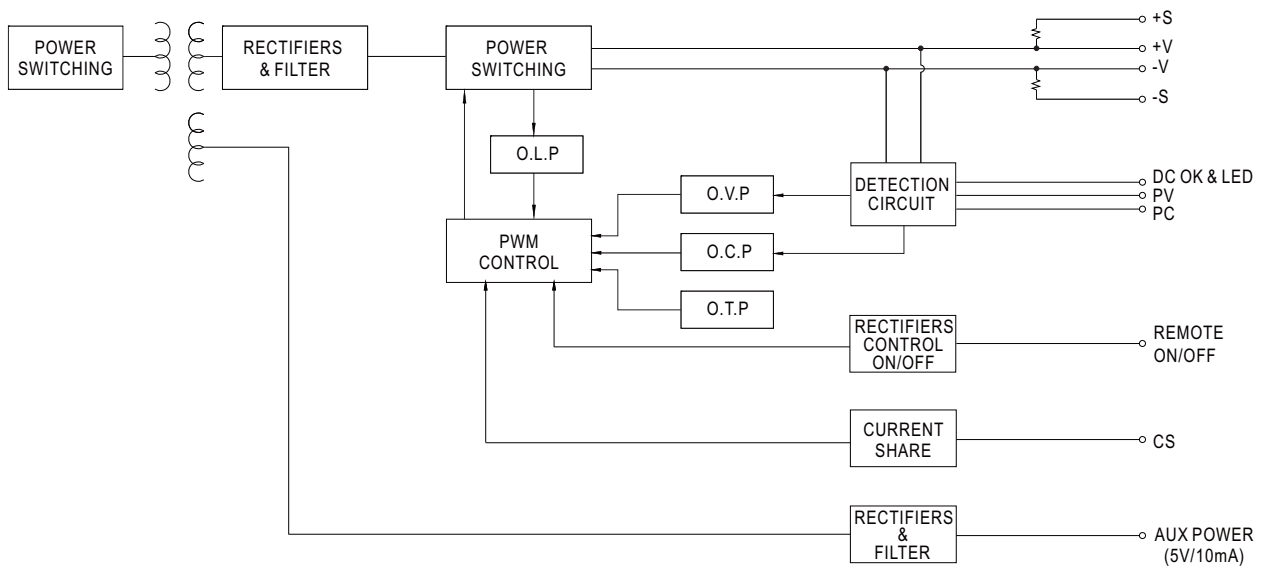 +S
POWER
SWITCHING
RECTIFIERS
& FILTER
POWER
SWITCHING
+V
-V
-S
O.L.P
O.V.P
DETECTION
CIRCUIT
DC OK & LED
PV
PC
PWM
CONTROL
O.C.P
O.T.P
RECTIFIERS
CONTROL
ON/OFF
REMOTE
ON/OFF
CURRENT
SHARE
CS
RECTIFIERS
&
FILTER
AUX POWER
(5V/10mA)